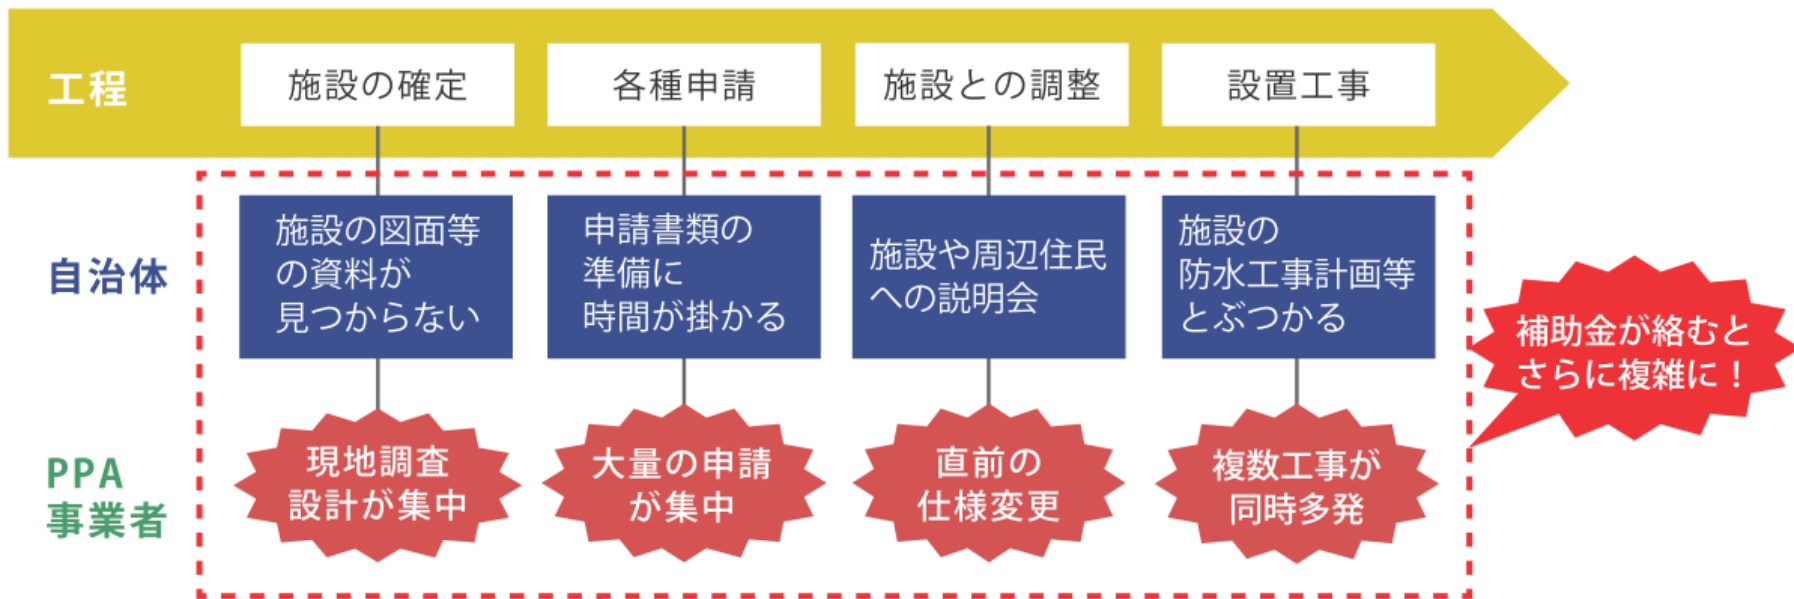 工程
施設の確定
各種申請
施設との調整
設置工事
自治体
施設の図面等
の資料が
見つからない
申請書類の
準備に
時間が掛かる
施設や周辺住民
への説明会
施設の
防水工事計画等
とぶつかる
補助金が絡むと
さらに複雑に！
PPA
事業者
現地調査
設計が集中
大量の申請
が集中
直前の
仕様変更
複数工事が
同時多発